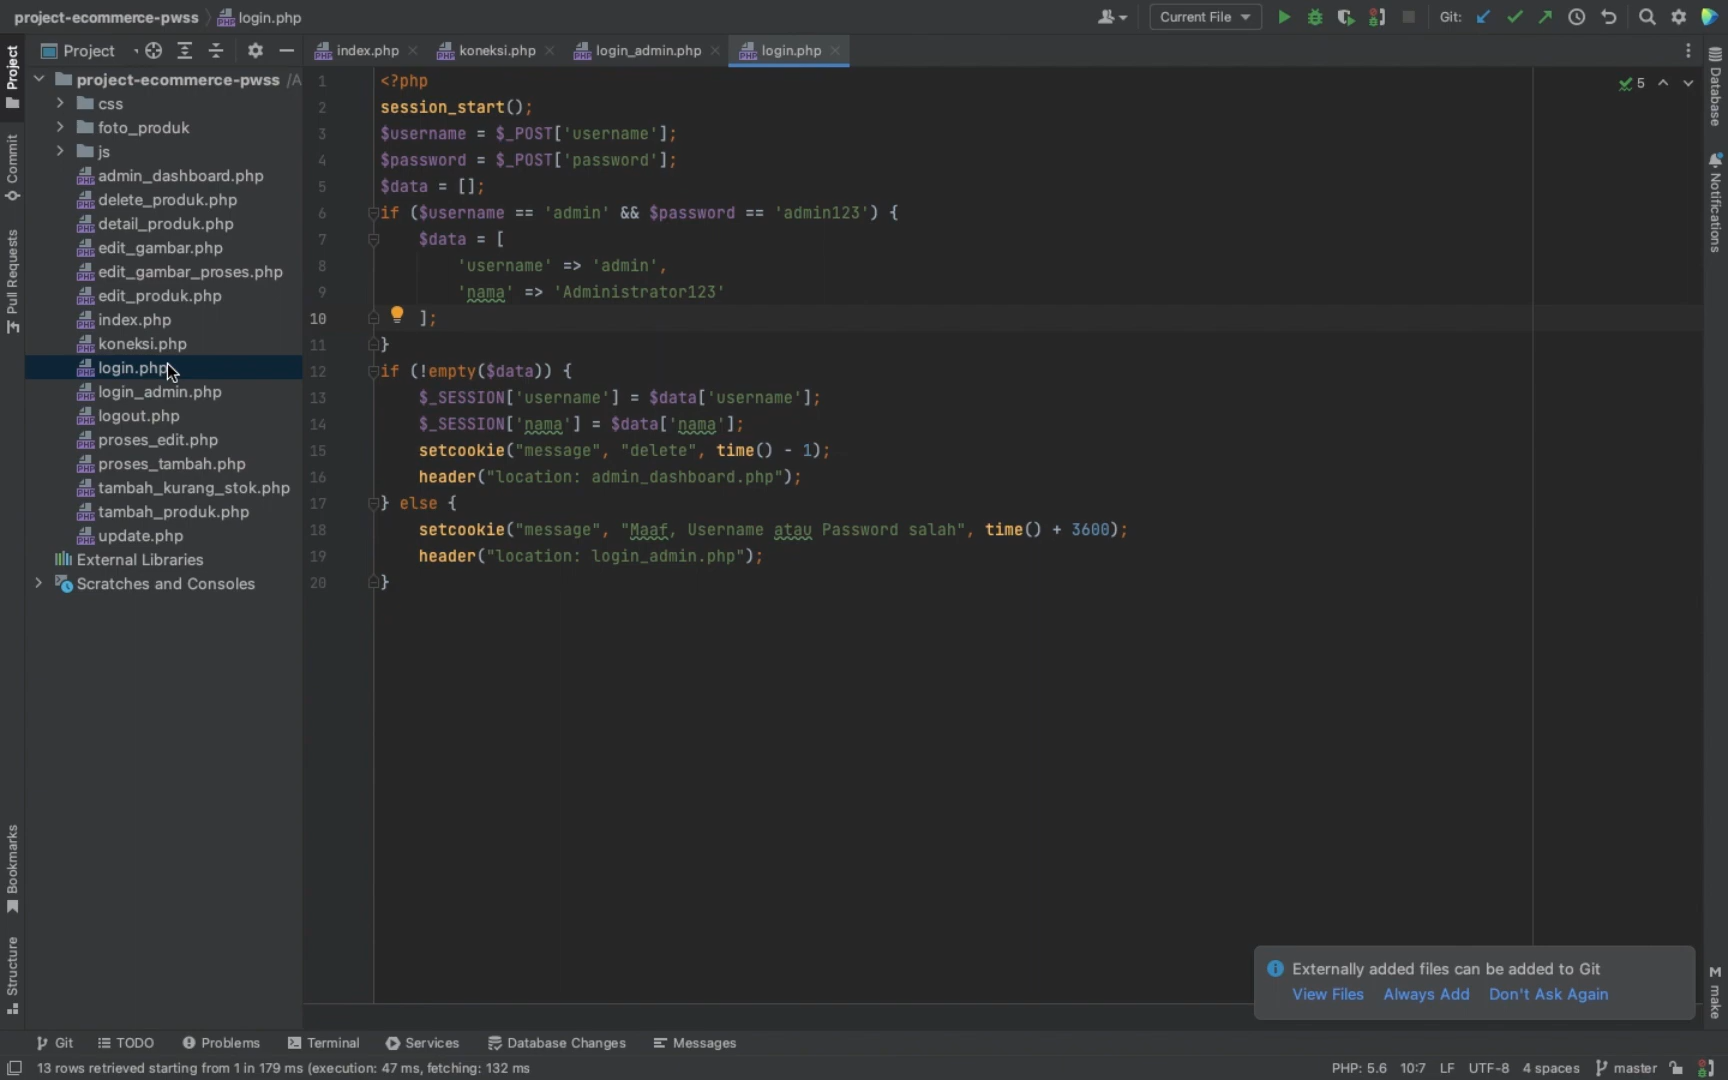 project-ecommerce-pwss
login.php
Current File
Git:
Project
Project
index.php
koneksi.php
login_admin.php
login.php
project-ecommerce-pwss /A
css
foto_produk
js
admin_dashboard.php
delete_produk.php
detail_produk.php
edit_gambar.php
edit_gambar_proses.php
edit_produk.php
index.php
koneksi.php
login.php
login_admin.php
logout.php
proses_edit.php
proses_tambah.php
tambah_kurang_stok.php
tambah_produk.php
update.php
External Libraries
Scratches and Consoles
Commit
Pull Requests
Bookmarks
Structure
1 <?php
2 session_start();
3 $username = $_POST['username'];
4 $password = $_POST['password'];
5 $data = [];
6 if ($username == 'admin' && $password == 'admin123') {
7 $data = [
8 'username' => 'admin',
9 'nama' => 'Administrator123'
10 ];
11 }
12 if (!empty($data)) {
13 $_SESSION['username'] = $data['username'];
14 $_SESSION['nama'] = $data['nama'];
15 setcookie("message", "delete", time() - 1);
16 header("location: admin_dashboard.php");
17 } else {
18 setcookie("message", "Maaf, Username atau Password salah", time() + 3600);
19 header("location: login_admin.php");
20 }
5
Database
Notifications
make
Externally added files can be added to Git
View Files Always Add Don't Ask Again
Git TODO Problems Terminal Services Database Changes Messages
13 rows retrieved starting from 1 in 179 ms (execution: 47 ms, fetching: 132 ms
PHP: 5.6 10:7 LF UTF-8 4 spaces master